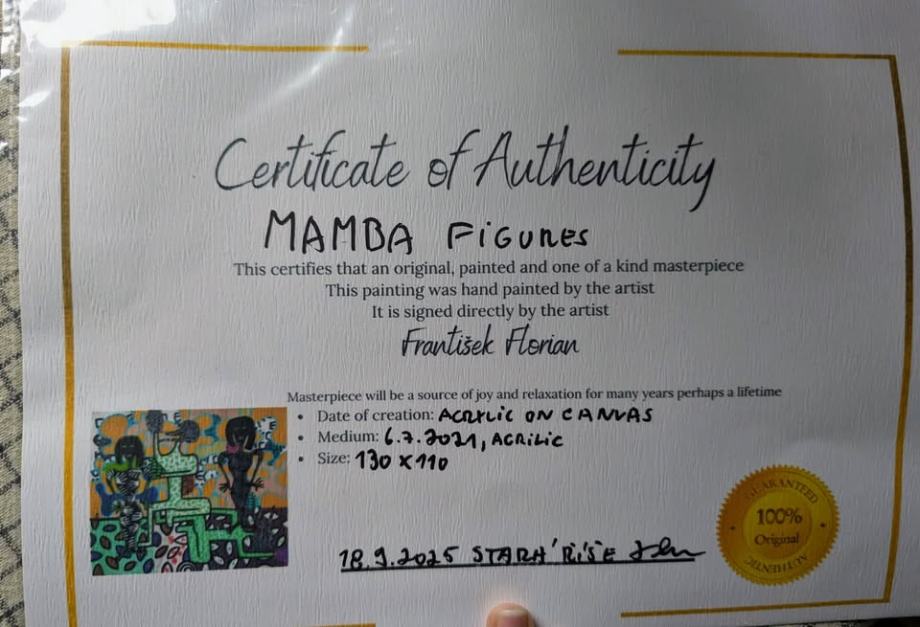 Certificate of Authenticity
MAMBA FIGURES
This certifies that an original, painted and one of a kind masterpiece
This painting was hand painted by the artist
It is signed directly by the artist
František Florian
Masterpiece will be a source of joy and relaxation for many years perhaps a lifetime
• Date of creation: ACRYLIC ON CANVAS
• Medium: 6.7.2021, ACRILIC
• Size: 130 X 110
18.9.2025 STARÁ ŘÍŠE
GUARANTEED
100%
Original
AUTHENTIC